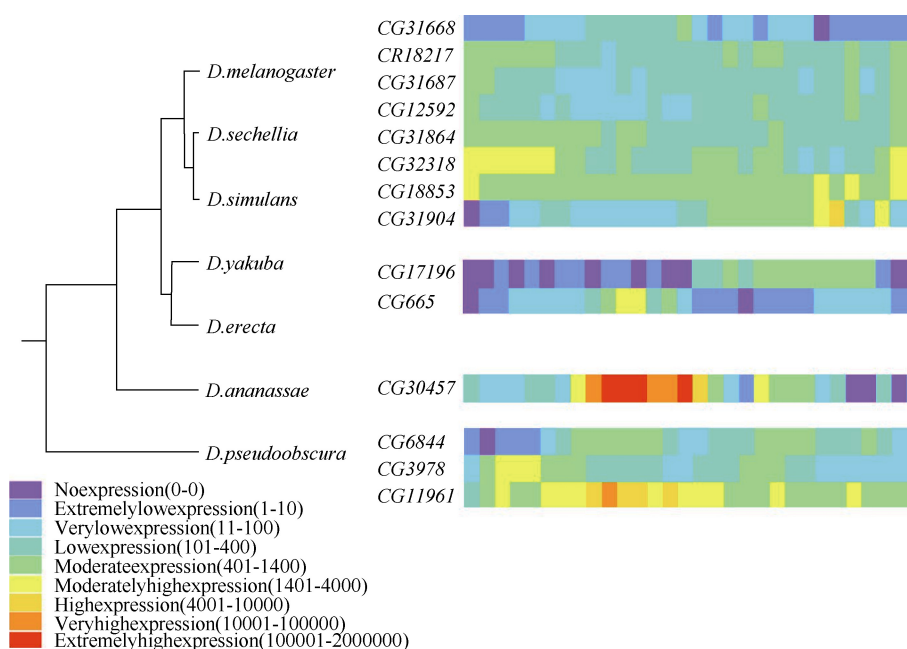 CG31668
CR18217
D.melanogaster
CG31687
CG12592
D.sechellia
CG31864
CG32318
CG18853
D.simulans
CG31904
D.yakuba
CG17196
CG665
D.erecta
D.ananassae
CG30457
D.pseudoobscura
CG6844
CG3978
CG11961
Noexpression(0-0)
Extremelylowexpression(1-10)
Verylowexpression(11-100)
Lowexpression(101-400)
Moderateexpression(401-1400)
Moderatelyhighexpression(1401-4000)
Highexpression(4001-10000)
Veryhighexpression(10001-100000)
Extremelyhighexpression(100001-2000000)